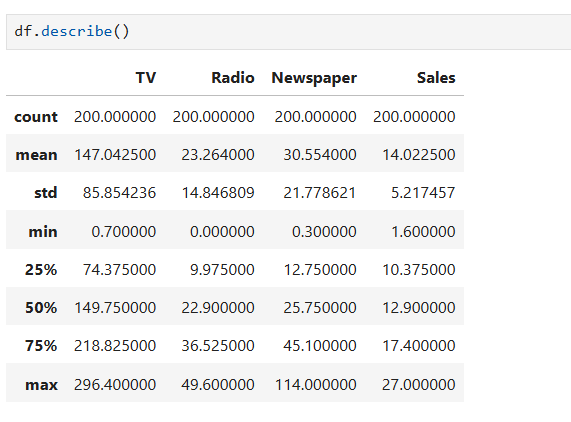 df.describe()
TV Radio Newspaper Sales
count 200.000000 200.000000 200.000000 200.000000
mean 147.042500 23.264000 30.554000 14.022500
std 85.854236 14.846809 21.778621 5.217457
min 0.700000 0.000000 0.300000 1.600000
25% 74.375000 9.975000 12.750000 10.375000
50% 149.750000 22.900000 25.750000 12.900000
75% 218.825000 36.525000 45.100000 17.400000
max 296.400000 49.600000 114.000000 27.000000